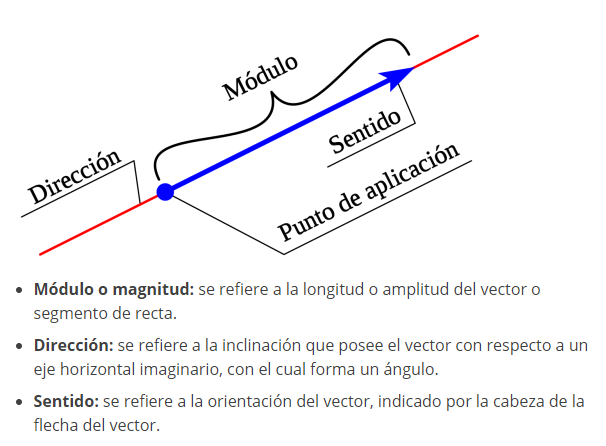 Módulo
Sentido
Dirección
Punto de aplicación
Módulo o magnitud: se refiere a la longitud o amplitud del vector o
segmento de recta.
Dirección: se refiere a la inclinación que posee el vector con respecto a un
eje horizontal imaginario, con el cual forma un ángulo.
Sentido: se refiere a la orientación del vector, indicado por la cabeza de la
flecha del vector.